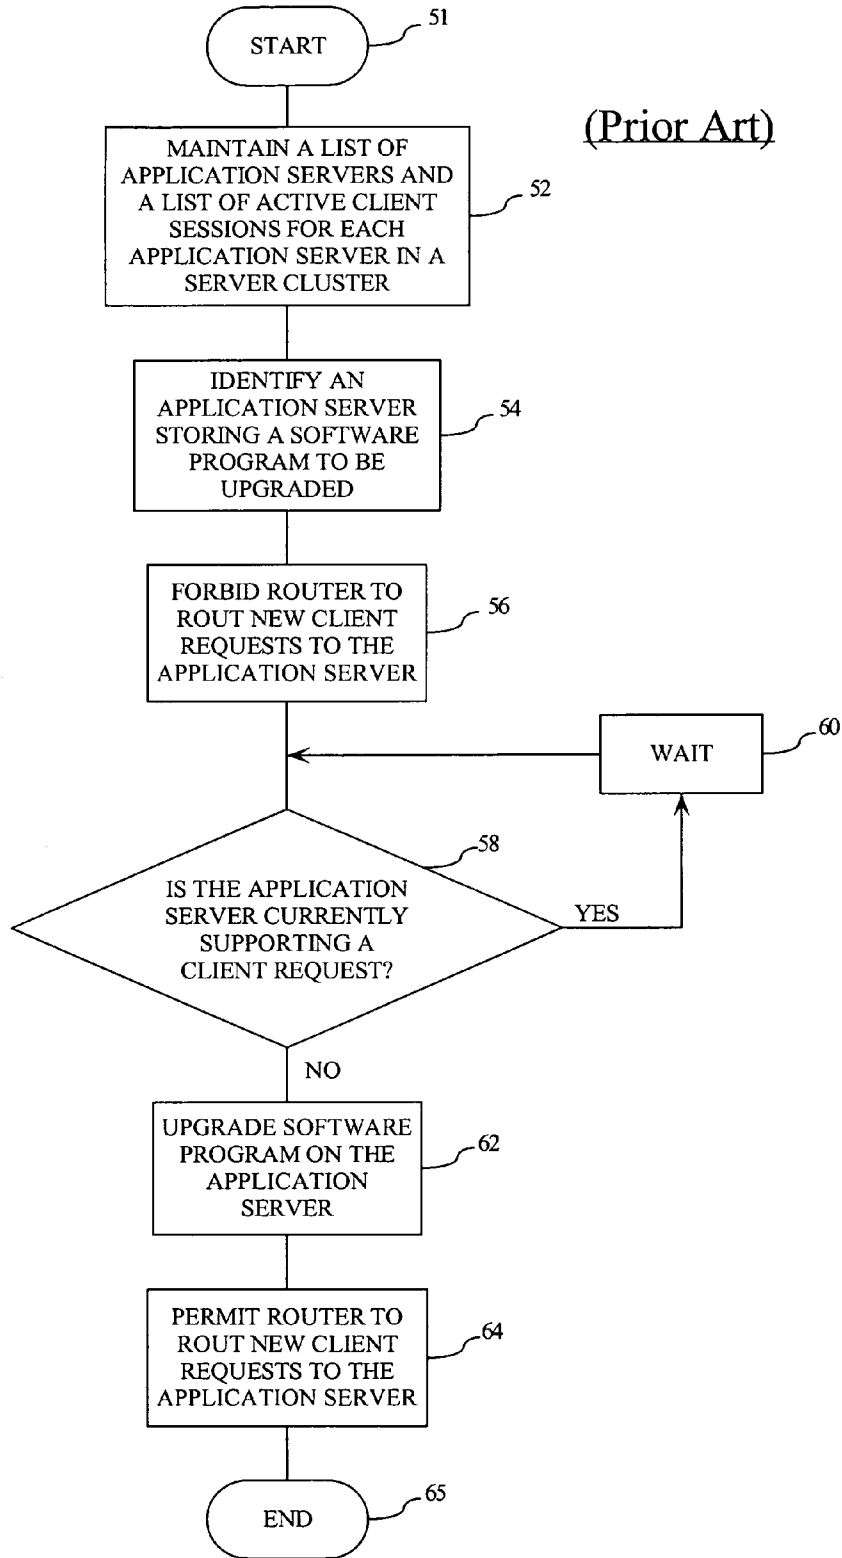 START
51
(Prior Art)
MAINTAIN A LIST OF
APPLICATION SERVERS AND
A LIST OF ACTIVE CLIENT
SESSIONS FOR EACH
APPLICATION SERVER IN A
SERVER CLUSTER
52
IDENTIFY AN
APPLICATION SERVER
STORING A SOFTWARE
PROGRAM TO BE
UPGRADED
54
FORBID ROUTER TO
ROUT NEW CLIENT
REQUESTS TO THE
APPLICATION SERVER
56
WAIT
60
58
IS THE APPLICATION
SERVER CURRENTLY
SUPPORTING A
CLIENT REQUEST?
YES
NO
UPGRADE SOFTWARE
PROGRAM ON THE
APPLICATION
SERVER
62
PERMIT ROUTER TO
ROUT NEW CLIENT
REQUESTS TO THE
APPLICATION SERVER
64
END
65